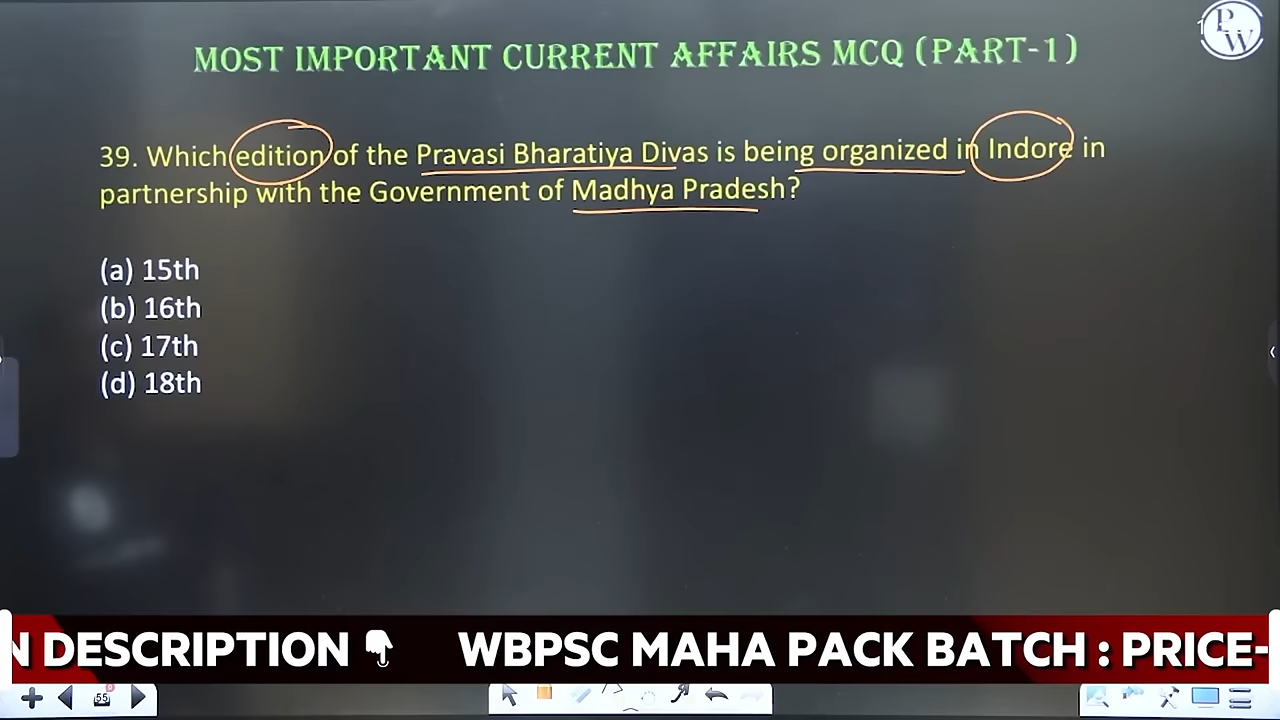 P
W
MOST IMPORTANT CURRENT AFFAIRS MCQ (PART-1)
39. Which edition of the Pravasi Bharatiya Divas is being organized in Indore in
partnership with the Government of Madhya Pradesh?
(a) 15th
(b) 16th
(c) 17th
(d) 18th
N DESCRIPTION 👇 WBPSC MAHA PACK BATCH : PRICE-
55